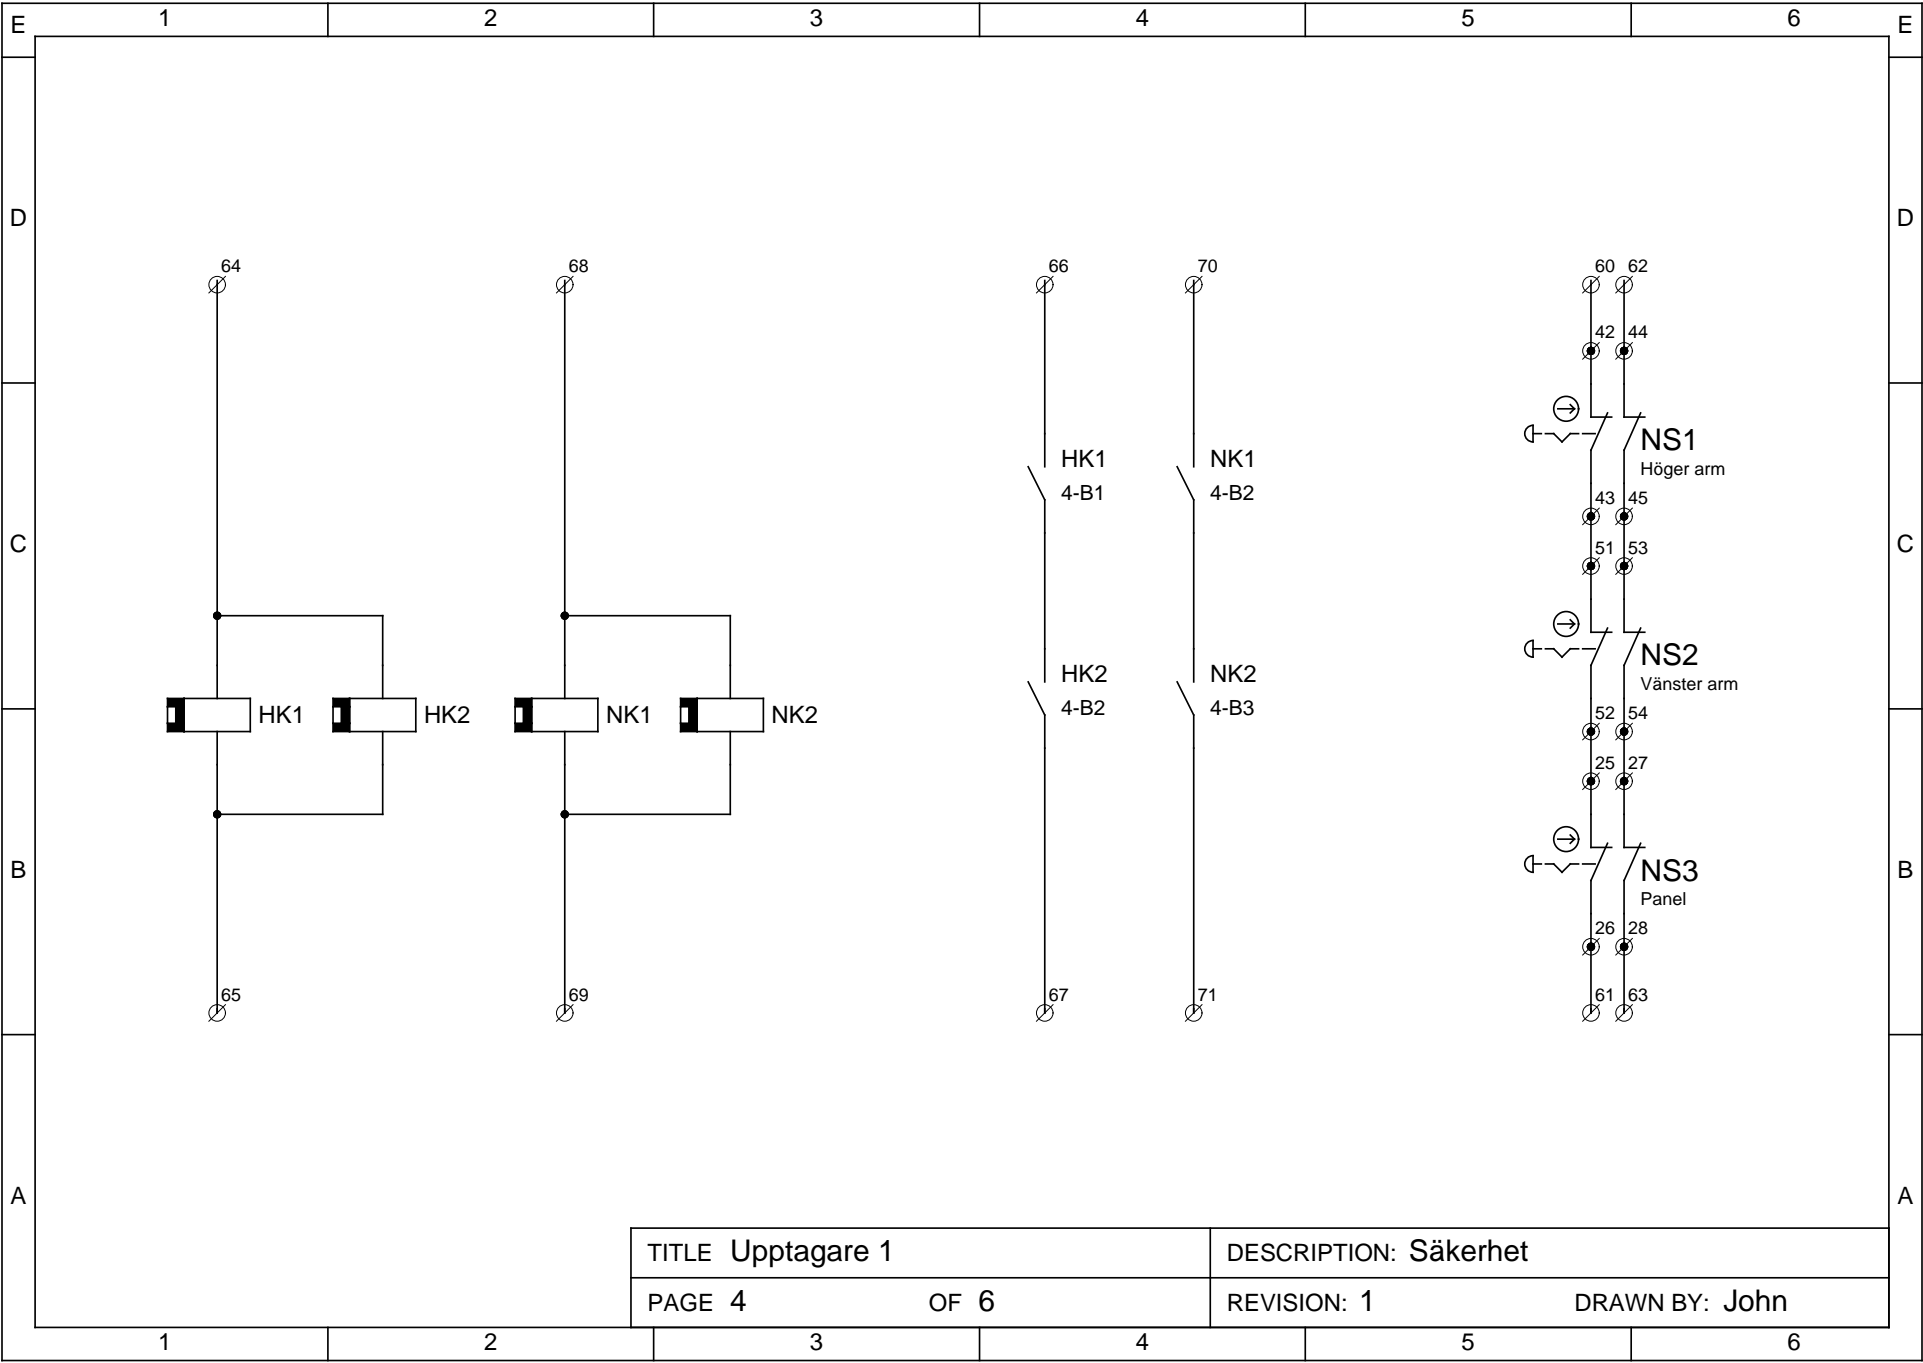 1 2 3 4 5 6
E E
D D
64 68 66 70 60 62
42 44
HK1 NK1 NS1
4-B1 4-B2 Höger arm
43 45
C C
51 53
HK2 NK2 NS2
4-B2 4-B3 Vänster arm
HK1 HK2 NK1 NK2
52 54
25 27
B B
NS3
Panel
26 28
65 69 67 71 61 63
A A
TITLE Upptagare 1 DESCRIPTION: Säkerhet
PAGE 4 OF 6 REVISION: 1 DRAWN BY: John
1 2 3 4 5 6